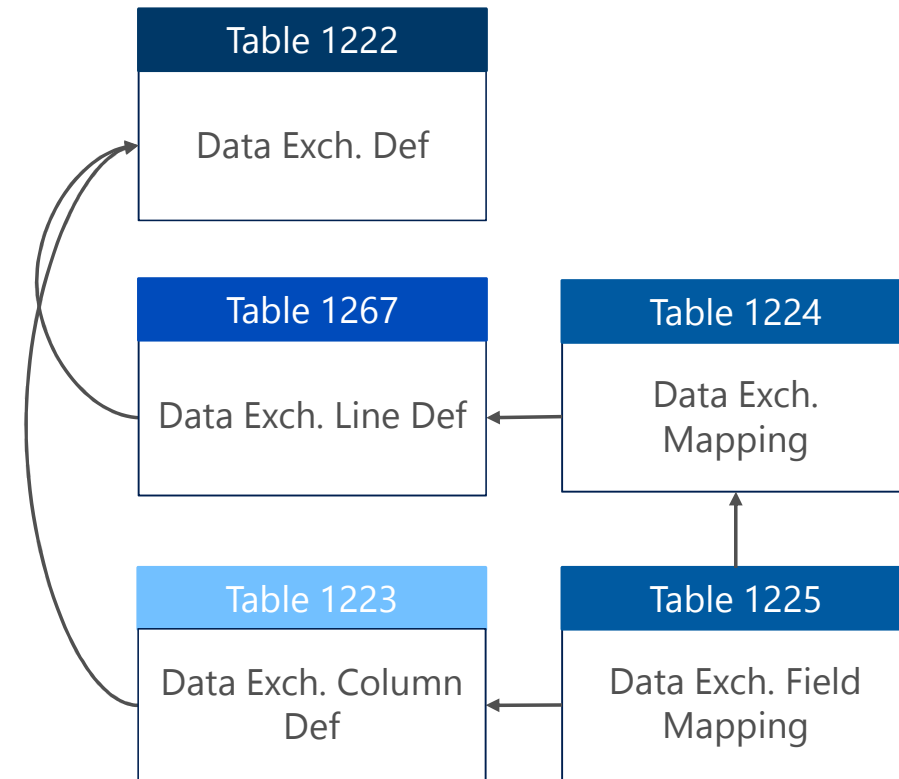 Table 1222
Data Exch. Def
Table 1267
Data Exch. Line Def
Table 1224
Data Exch.
Mapping
Table 1223
Data Exch. Column
Def
Table 1225
Data Exch. Field
Mapping